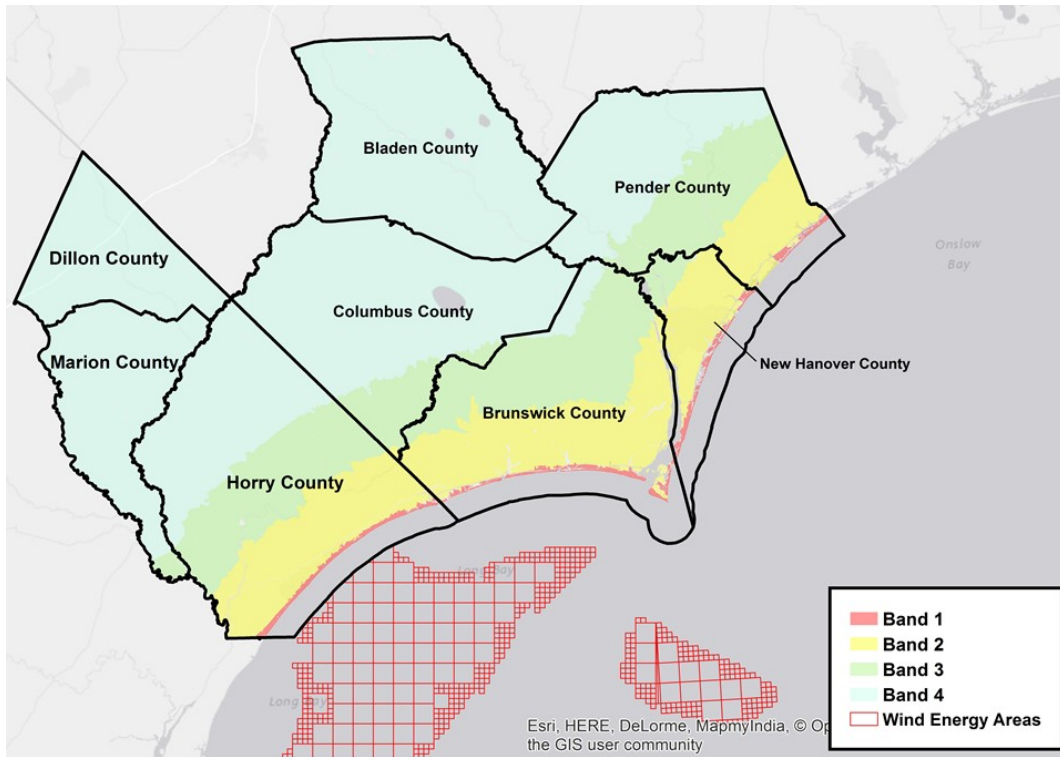 Bladen County
Pender County
Onslow
Bay
Dillon County
Columbus County
Marion County
New Hanover County
Brunswick County
Horry County
Long Bay
Long Bay
Band 1
Band 2
Band 3
Band 4
Wind Energy Areas
Esri, HERE, DeLorme, MapmyIndia, © Op
the GIS user community